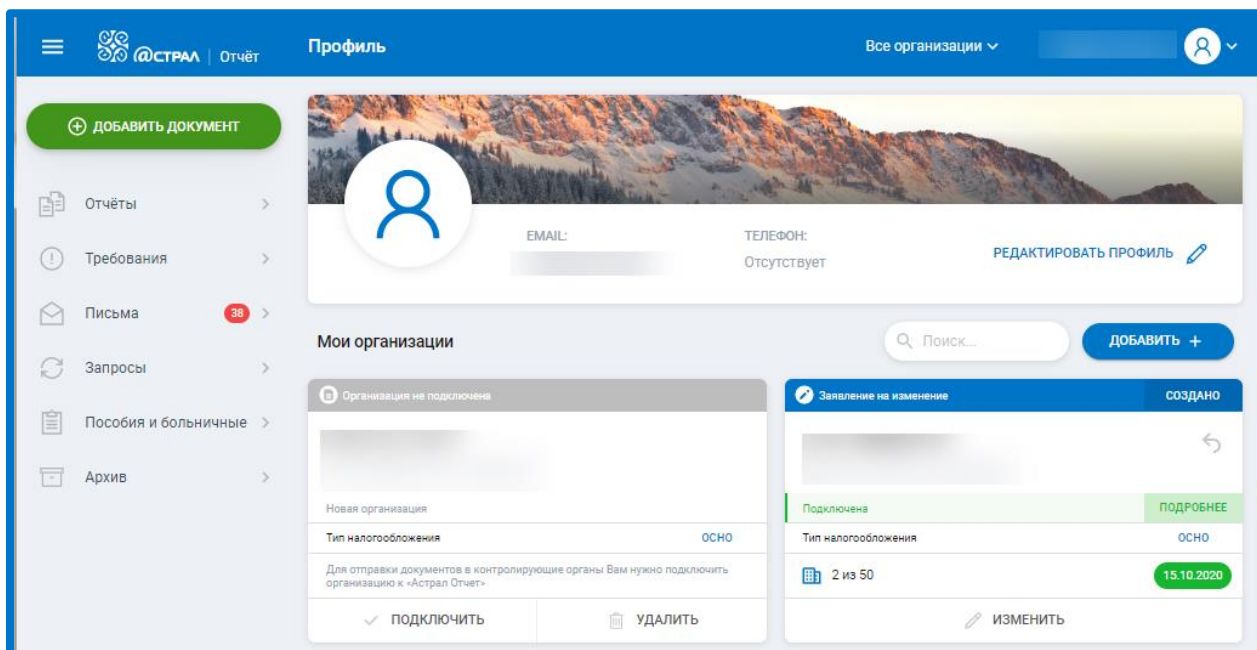 @СТРАЛ | Отчёт
Профиль
Все организации
ДОБАВИТЬ ДОКУМЕНТ
Отчёты
Требования
Письма 38
Запросы
Пособия и больничные
Архив
EMAIL:
ТЕЛЕФОН:
Отсутствует
РЕДАКТИРОВАТЬ ПРОФИЛЬ
Мои организации
Поиск...
ДОБАВИТЬ +
Организация не подключена
Новая организация
Тип налогообложения ОСНО
Для отправки документов в контролирующие органы Вам нужно подключить
организацию к «Астрал Отчет»
ПОДКЛЮЧИТЬ
УДАЛИТЬ
Заявление на изменение
СОЗДАНО
Подключена
ПОДРОБНЕЕ
Тип налогообложения ОСНО
2 из 50
15.10.2020
ИЗМЕНИТЬ